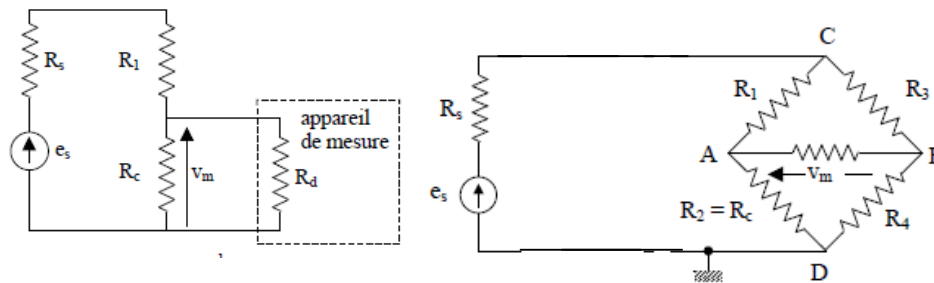 Rs
R1
es
Rc
vm
appareil
de mesure
Rd
C
R1
R3
Rs
A
vm
es
R2 = Rc
R4
D